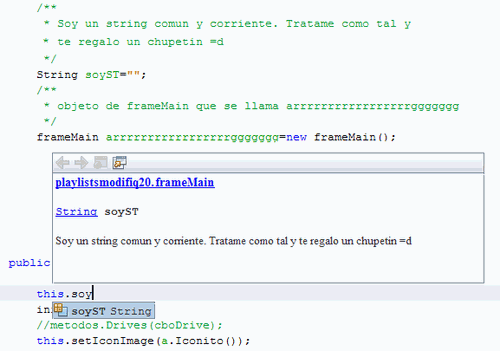 /**
* Soy un string comun y corriente. Tratame como tal y
* te regalo un chupetin =d
*/
String soyST="";
/**
* objeto de frameMain que se llama arrrrrrrrrrrrrrrrrrggggggg
*/
frameMain arrrrrrrrrrrrrrrrrrggggggg=new frameMain();
playlistsmodifiq20.frameMain
String soyST
Soy un string comun y corriente. Tratame como tal y te regalo un chupetin =d
public
this.soy
in
soyST String
//metodos.Drives(cboDrive);
this.setIconImage(a.Iconito());